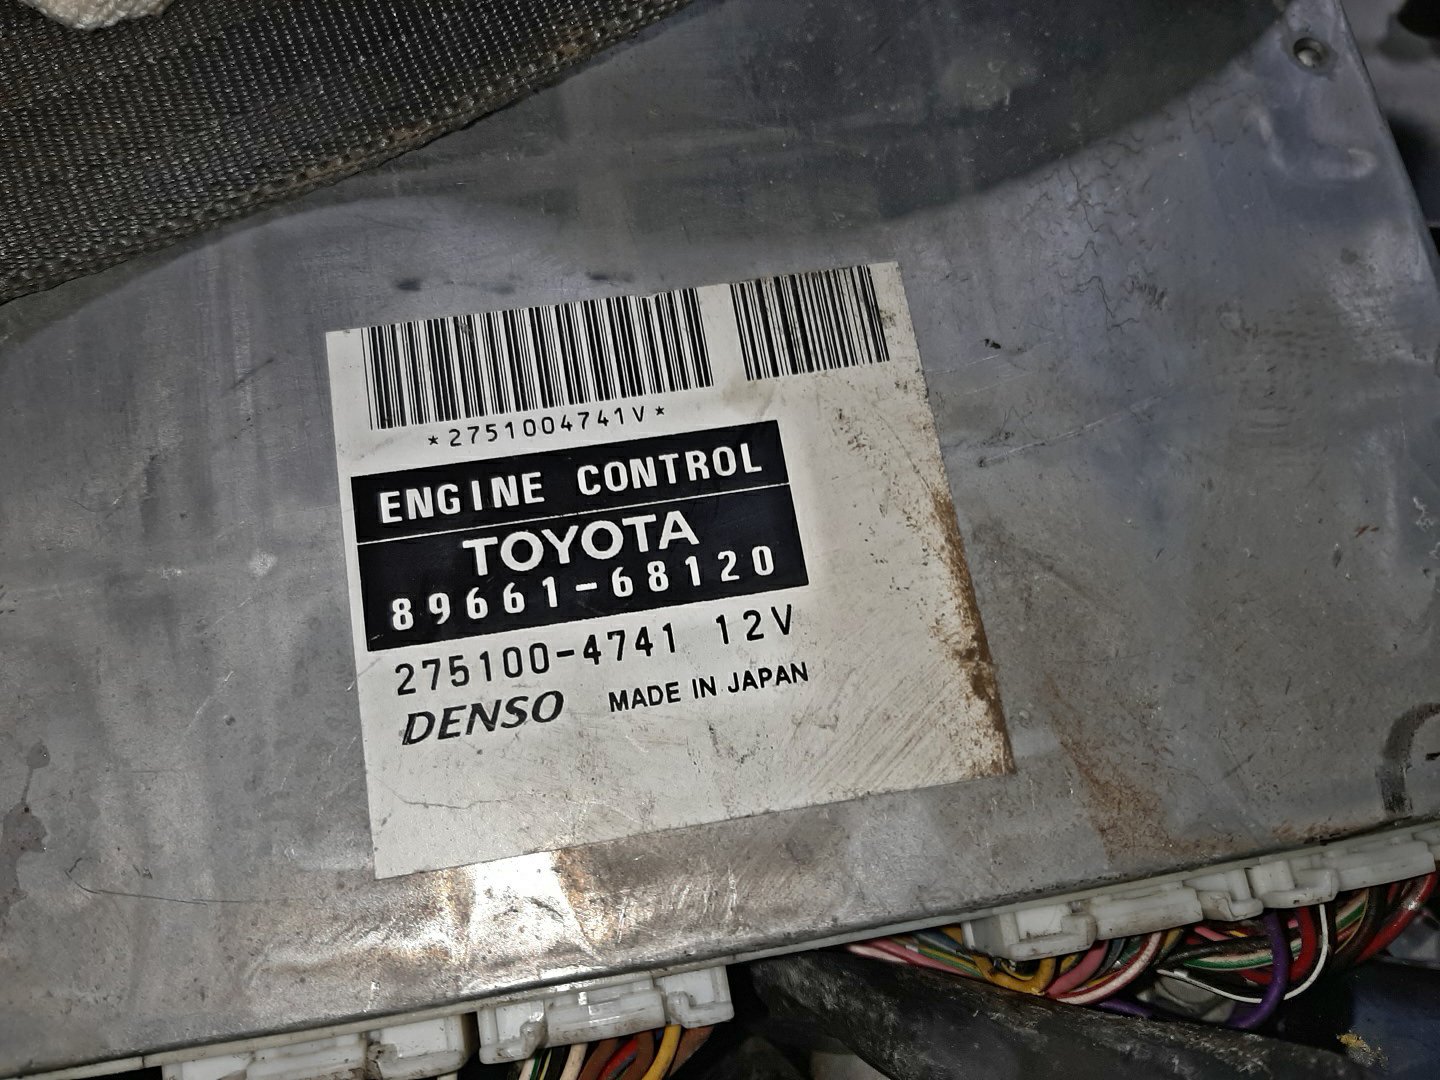 *2751004741V*
ENGINE CONTROL
TOYOTA
89661-68120
275100-4741 12V
DENSO MADE IN JAPAN